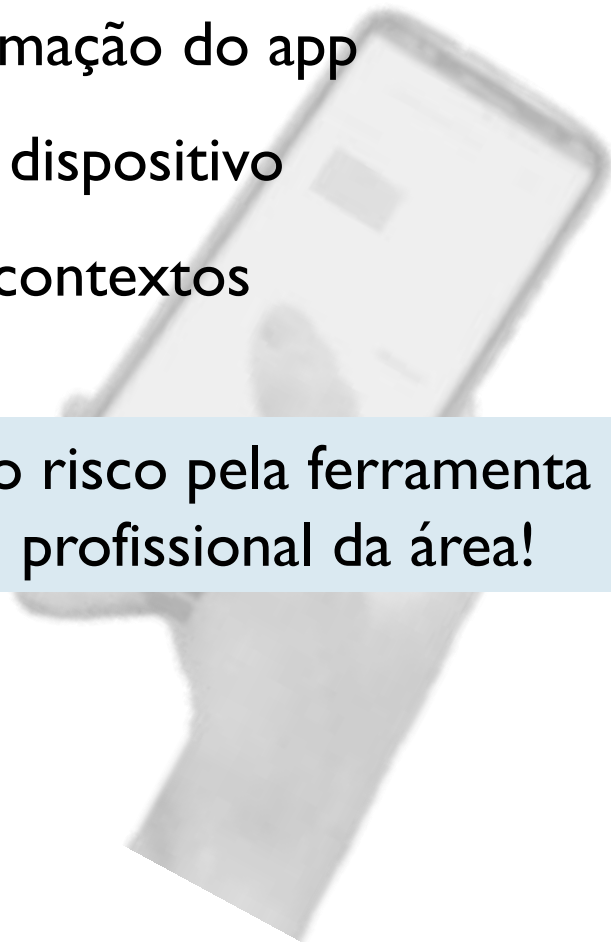 mação do app
dispositivo
contextos
o risco pela ferramenta
profissional da área!